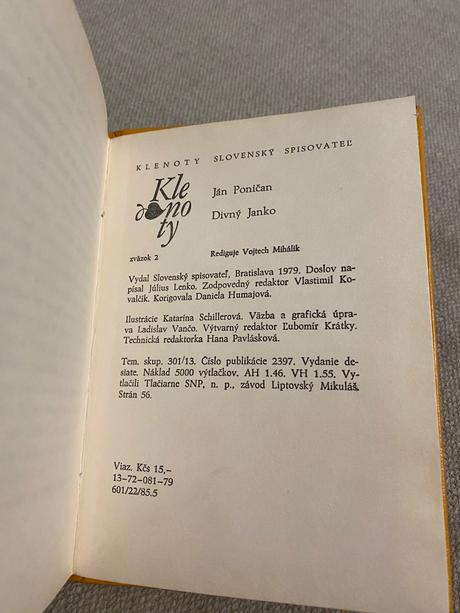 KLENOTY SLOVENSKÝ SPISOVATEĽ
Kle
no
ty
Ján Poničan
Divný Janko
zväzok 2
Rediguje Vojtech Mihálik
Vydal Slovenský spisovateľ, Bratislava 1979. Doslov na-
písal Július Lenko. Zodpovedný redaktor Vlastimil Ko-
valčík. Korigovala Daniela Humajová.
Ilustrácie Katarína Schillerová. Väzba a grafická úpra-
va Ladislav Vančo. Výtvarný redaktor Ľubomír Krátky.
Technická redaktorka Hana Pavlásková.
Tem. skup. 301/13. Číslo publikácie 2397. Vydanie de-
siate. Náklad 5000 výtlačkov. AH 1.46. VH 1.55. Vy-
tlačili Tlačiarne SNP, n. p., závod Liptovský Mikuláš.
Strán 56.
Viaz. Kčs 15,–
13–72–081–79
601/22/85.5